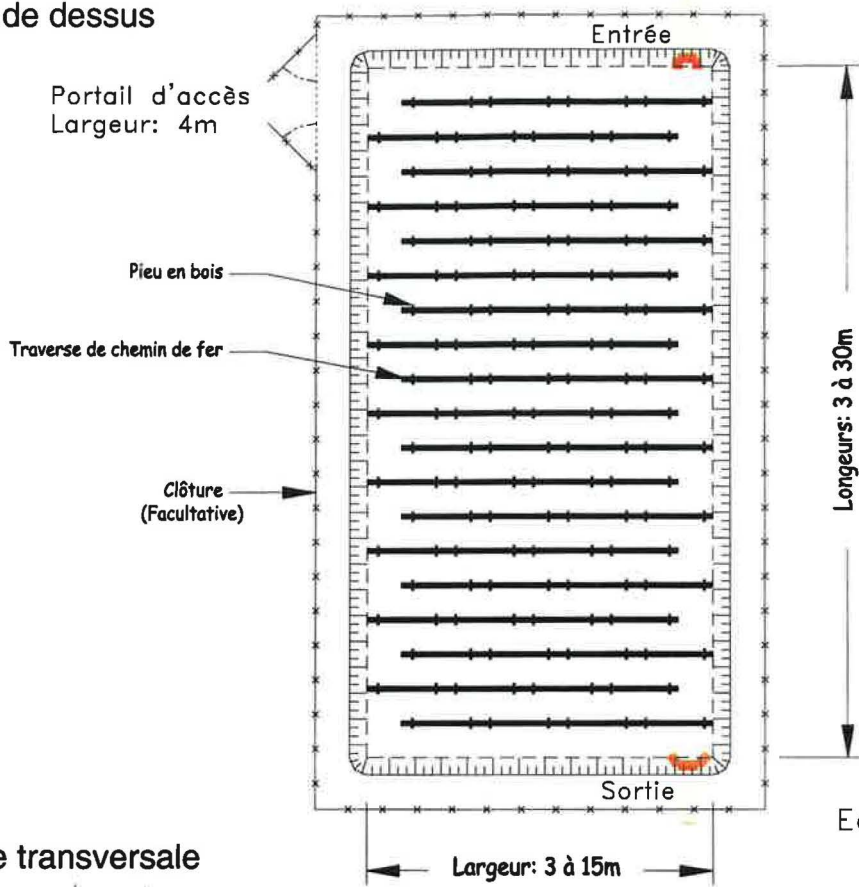 de dessus
Entrée
Portail d'accès
Largeur: 4m
Pieu en bois
Traverse de chemin de fer
Clôture
(Facultative)
Longeurs: 3 à 30m
Sortie
transversale
Largeur: 3 à 15m